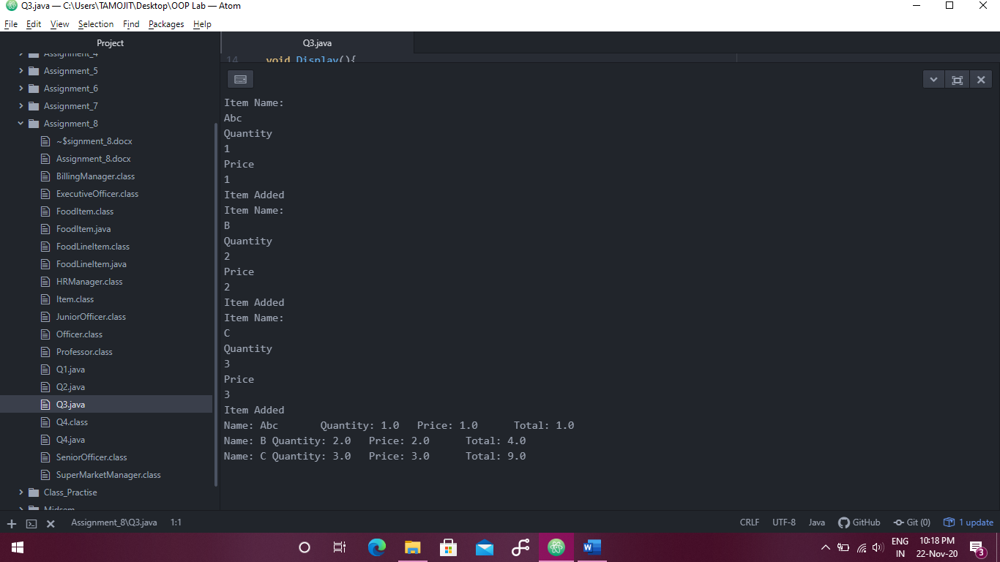 Q3.java — C:\Users\TAMOJIT\Desktop\OOP Lab — Atom
File Edit View Selection Find Packages Help
Project
Assignment_4
Assignment_5
Assignment_6
Assignment_7
Assignment_8
~$signment_8.docx
Assignment_8.docx
BillingManager.class
ExecutiveOfficer.class
FoodItem.class
FoodItem.java
FoodLineItem.class
FoodLineItem.java
HRManager.class
Item.class
JuniorOfficer.class
Officer.class
Professor.class
Q1.java
Q2.java
Q3.java
Q4.class
Q4.java
SeniorOfficer.class
SuperMarketManager.class
Class_Practise
Midsem
Q3.java
14 void Display(){
Item Name:
Abc
Quantity
1
Price
1
Item Added
Item Name:
B
Quantity
2
Price
2
Item Added
Item Name:
C
Quantity
3
Price
3
Item Added
Name: Abc Quantity: 1.0 Price: 1.0 Total: 1.0
Name: B Quantity: 2.0 Price: 2.0 Total: 4.0
Name: C Quantity: 3.0 Price: 3.0 Total: 9.0
Assignment_8\Q3.java 1:1 CRLF UTF-8 Java GitHub Git (0) 1 update
ENG
IN
10:18 PM
22-Nov-20
3